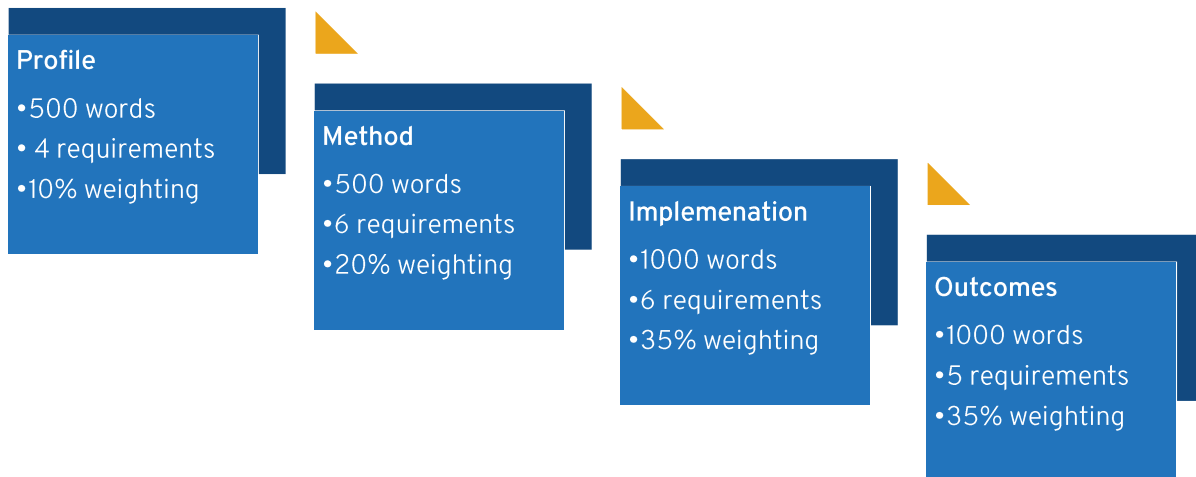 Profile
•500 words
• 4 requirements
•10% weighting
Method
•500 words
•6 requirements
•20% weighting
Implemenation
•1000 words
•6 requirements
•35% weighting
Outcomes
•1000 words
•5 requirements
•35% weighting